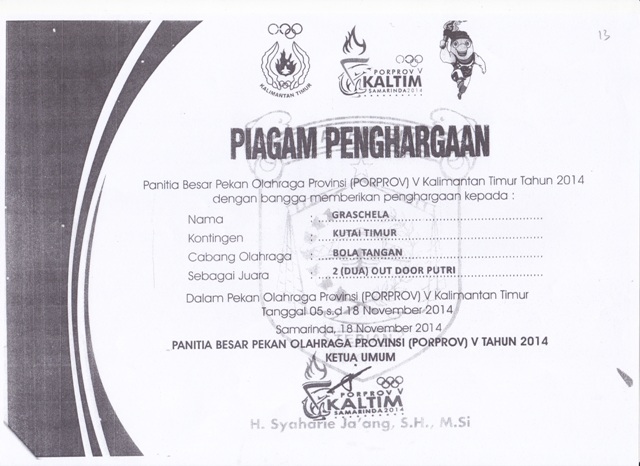 13
KALIMANTAN TIMUR
PORPROV V
KALTIM
SAMARINDA 2014
PIAGAM PENGHARGAAN
Panitia Besar Pekan Olahraga Provinsi (PORPROV) V Kalimantan Timur Tahun 2014
dengan bangga memberikan penghargaan kepada :
Nama : GRASCHELA
Kontingen : KUTAI TIMUR
Cabang Olahraga : BOLA TANGAN
Sebagai Juara : 2 (DUA) OUT DOOR PUTRI
Dalam Pekan Olahraga Provinsi (PORPROV) V Kalimantan Timur
Tanggal 05 s.d 18 November 2014
Samarinda, 18 November 2014
PANITIA BESAR PEKAN OLAHRAGA PROVINSI (PORPROV) V TAHUN 2014
KETUA UMUM
PORPROV V
KALTIM
SAMARINDA 2014
H. Syaharie Ja'ang, S.H., M.Si